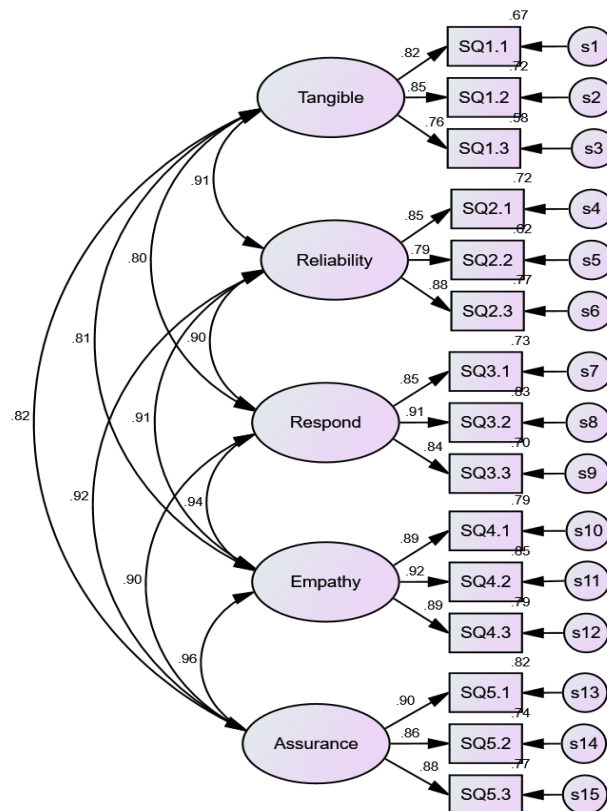 .67
.82 SQ1.1 s1
.72
Tangible .85 SQ1.2 s2
.58
.76 SQ1.3 s3
.91
.72
.85 SQ2.1 s4
.62
Reliability .79 SQ2.2 s5
.77
.80
.88 SQ2.3 s6
.90
.81
.73
.85 SQ3.1 s7
.83
.82 .91 Respond .91 SQ3.2 s8
.70
.84 SQ3.3 s9
.92
.94
.79
.89 SQ4.1 s10
.85
.90 Empathy .92 SQ4.2 s11
.79
.89 SQ4.3 s12
.96
.82
.90 SQ5.1 s13
.74
Assurance .86 SQ5.2 s14
.77
.88 SQ5.3 s15